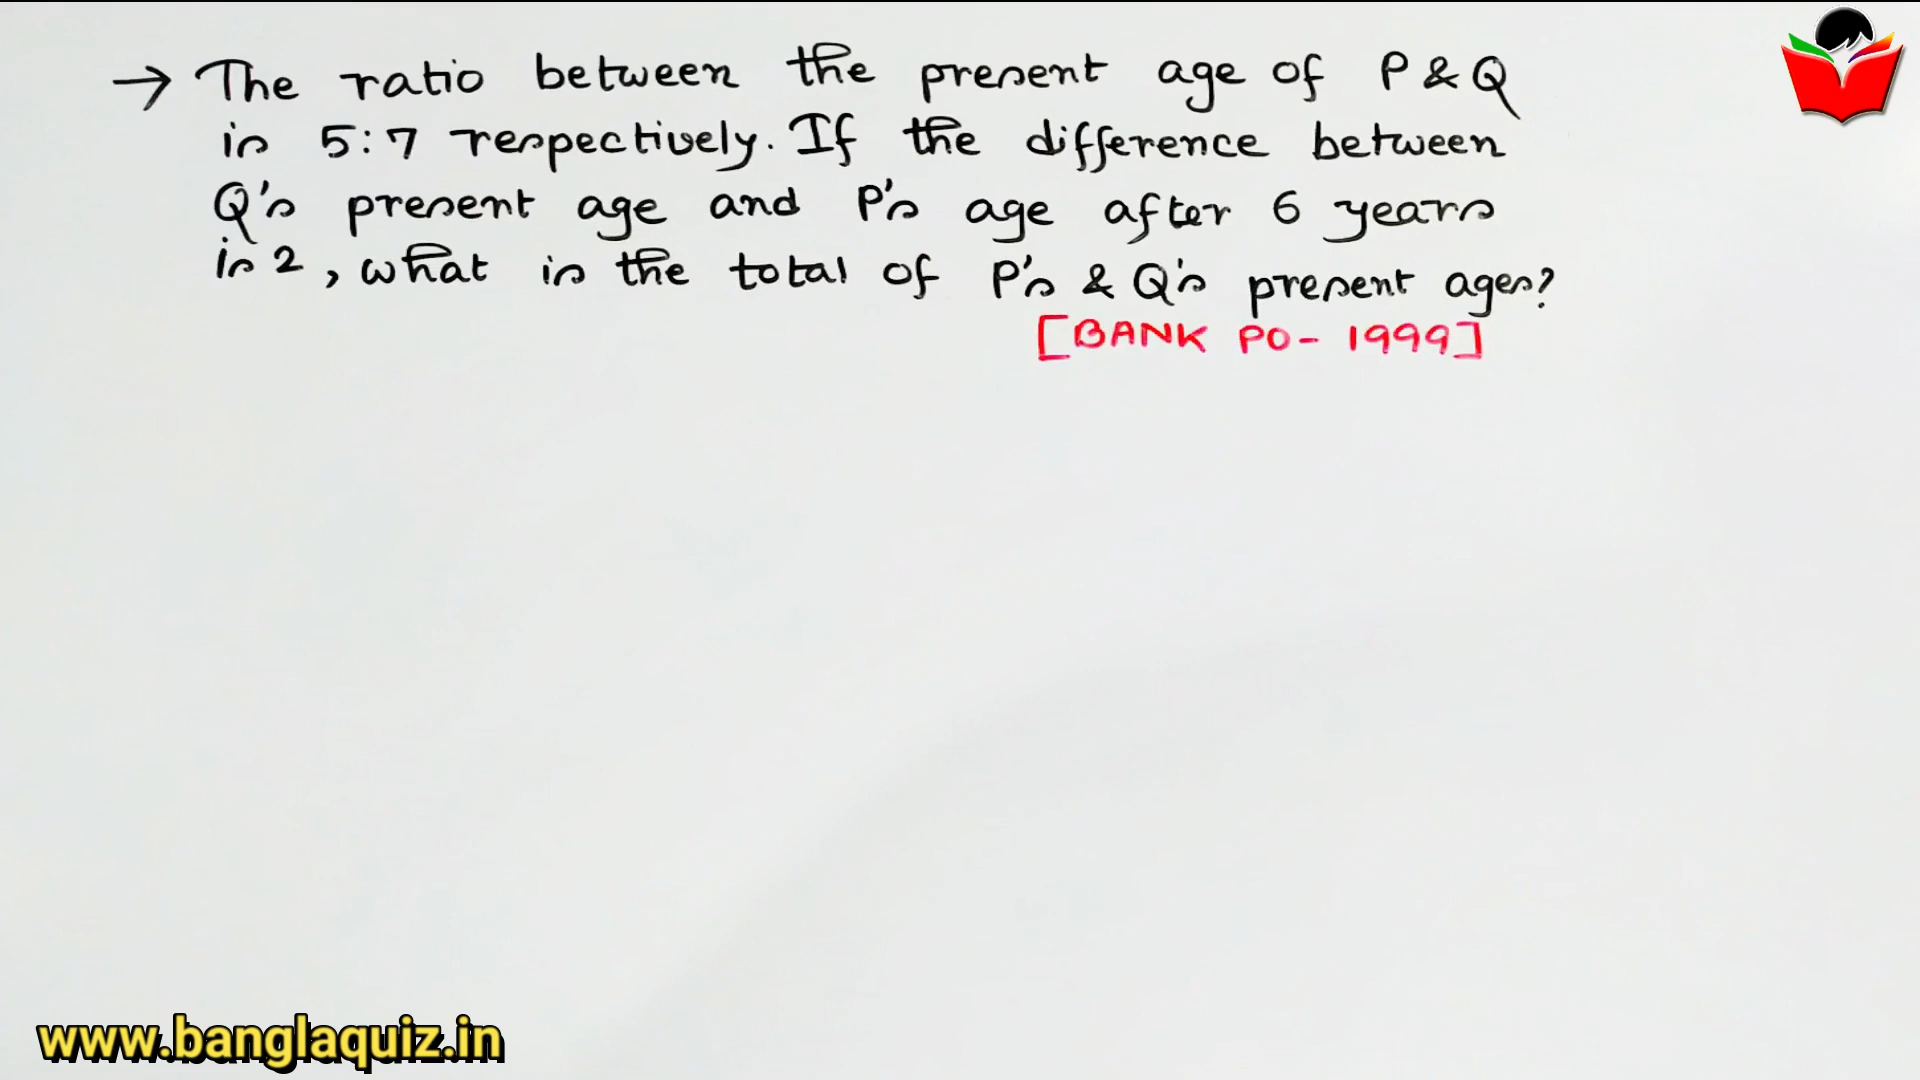 → The ratio between the present age of P & Q
is 5:7 respectively. If the difference between
Q's present age and P's age after 6 years
is 2, what is the total of P's & Q's present ages?
[BANK PO- 1999]
www.banglaquiz.in